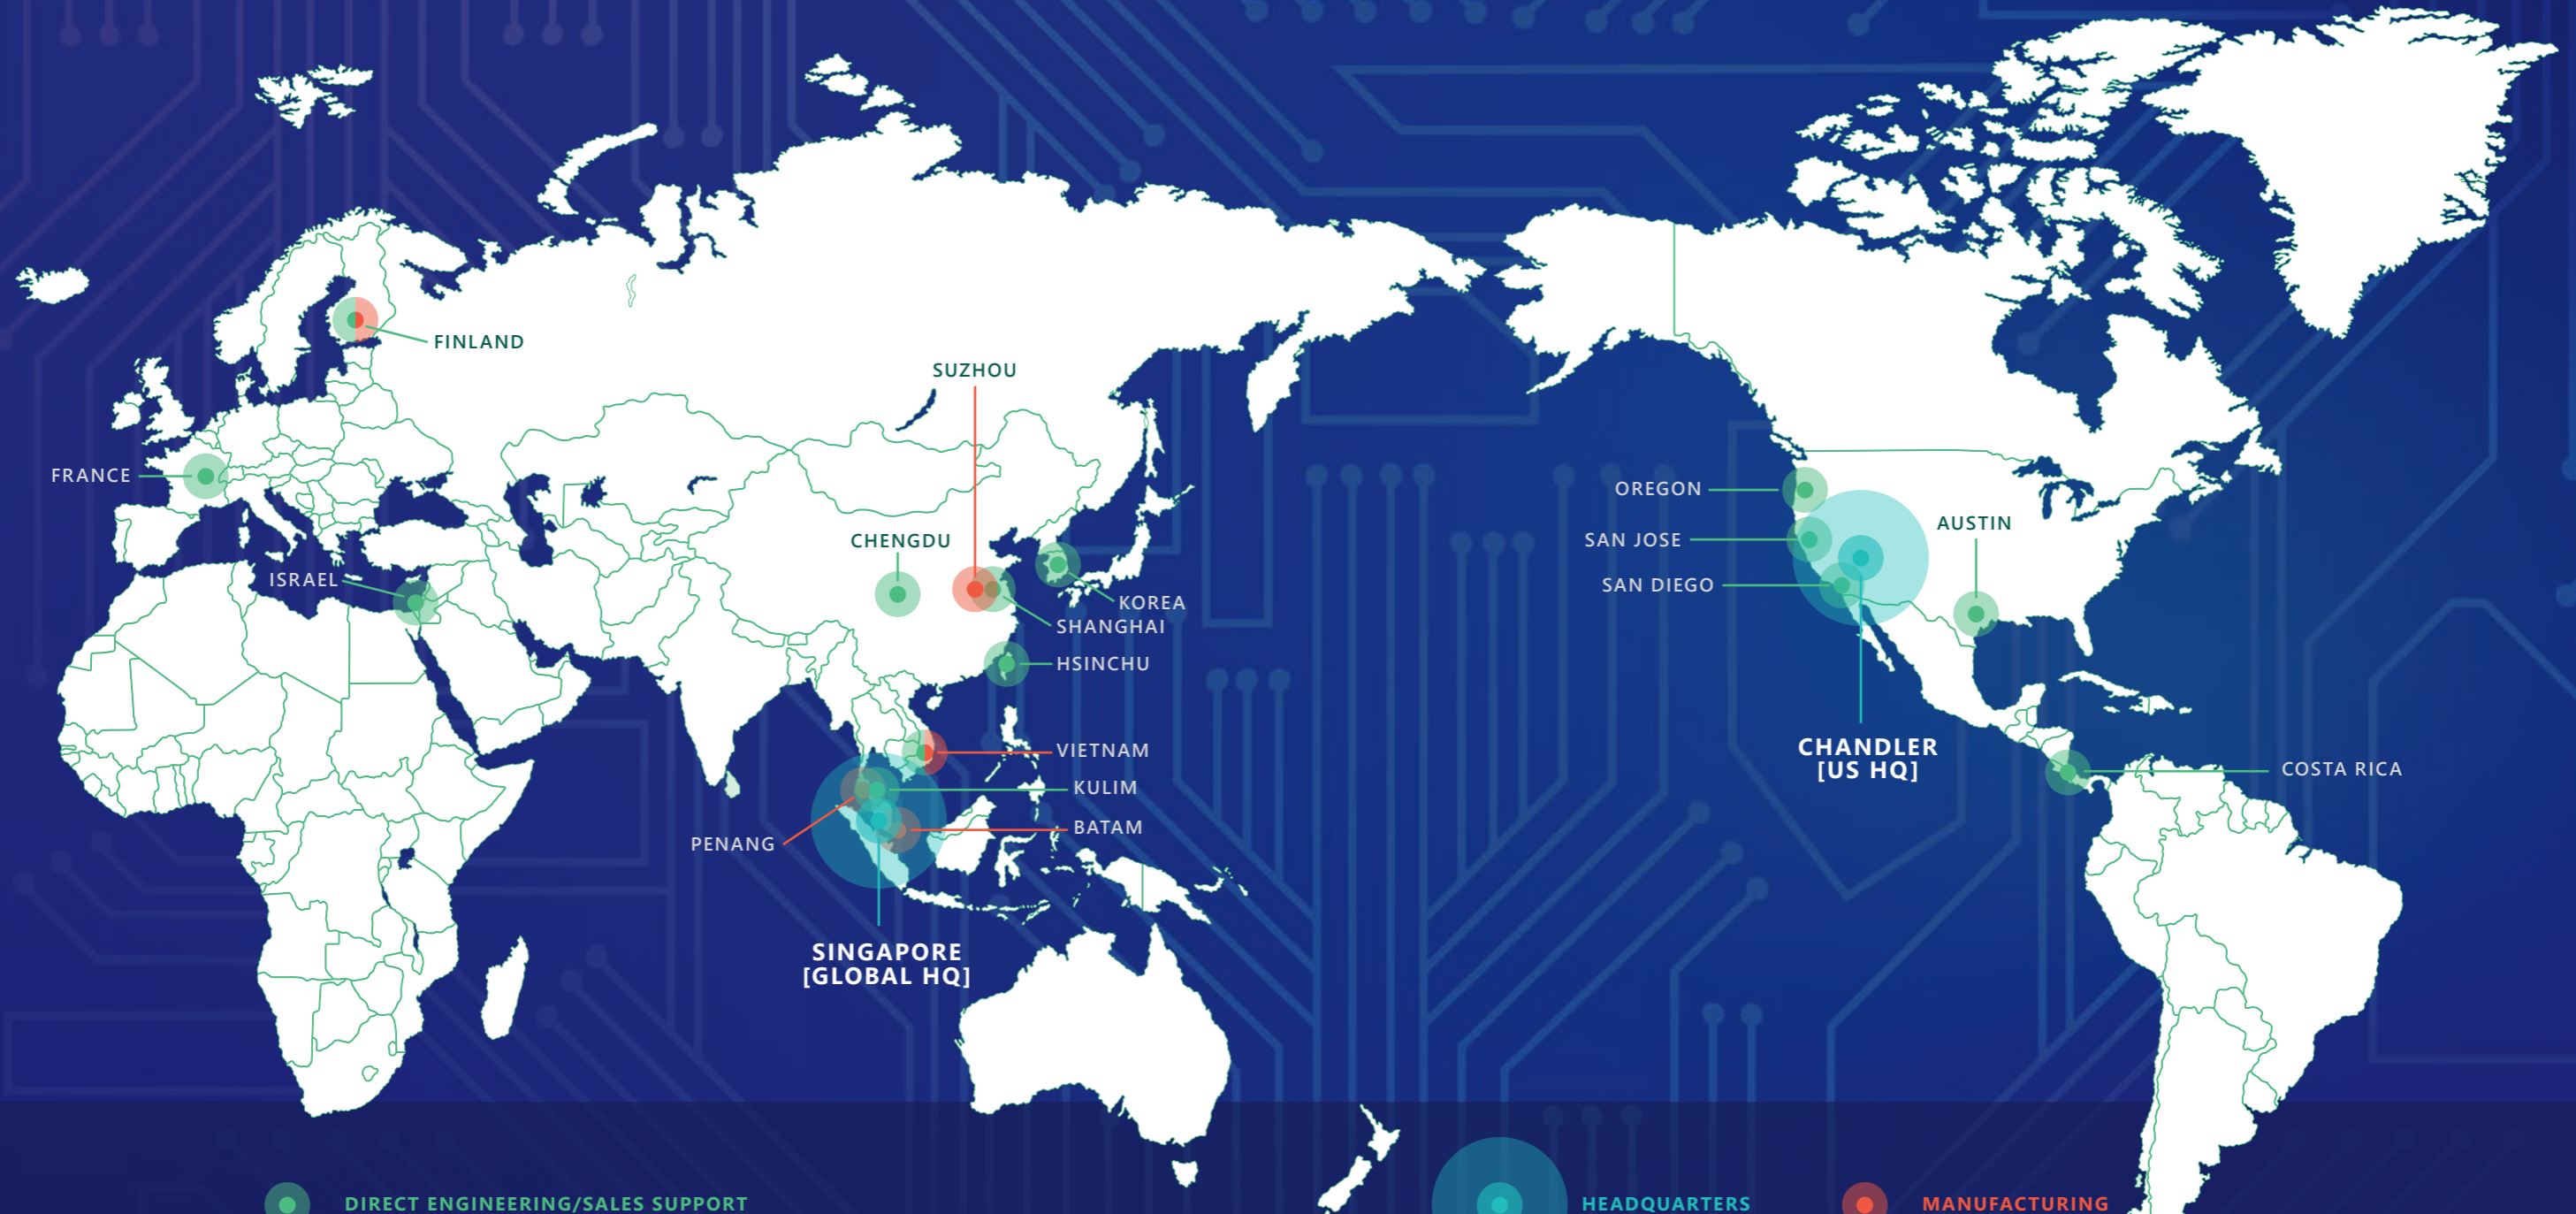 FINLAND
SUZHOU
FRANCE
CHENGDU
ISRAEL
KOREA
SHANGHAI
HSINCHU
VIETNAM
KULIM
BATAM
PENANG
SINGAPORE
[GLOBAL HQ]
OREGON
SAN JOSE
AUSTIN
SAN DIEGO
CHANDLER
[US HQ]
COSTA RICA
DIRECT ENGINEERING/SALES SUPPORT
HEADQUARTERS
MANUFACTURING